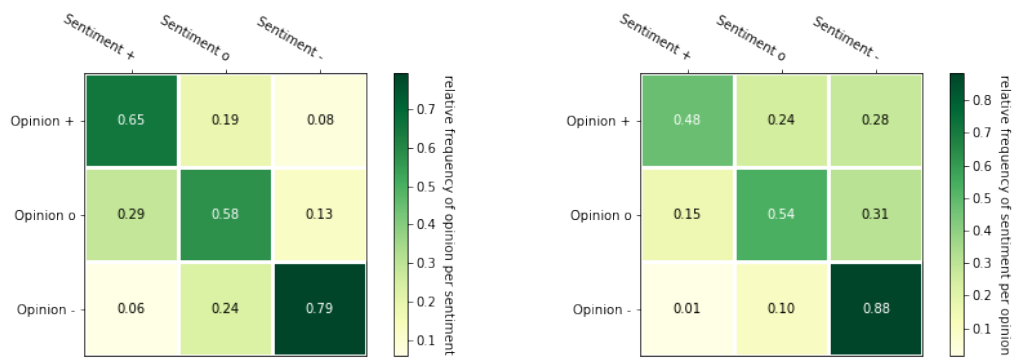 Sentiment +
Sentiment o
Sentiment -
Opinion +
0.65
0.19
0.08
Opinion o
0.29
0.58
0.13
Opinion -
0.06
0.24
0.79
0.7
0.6
0.5
0.4
0.3
0.2
0.1
relative frequency of opinion per sentiment
Sentiment +
Sentiment o
Sentiment -
Opinion +
0.48
0.24
0.28
Opinion o
0.15
0.54
0.31
Opinion -
0.01
0.10
0.88
0.8
0.7
0.6
0.5
0.4
0.3
0.2
0.1
relative frequency of sentiment per opinion